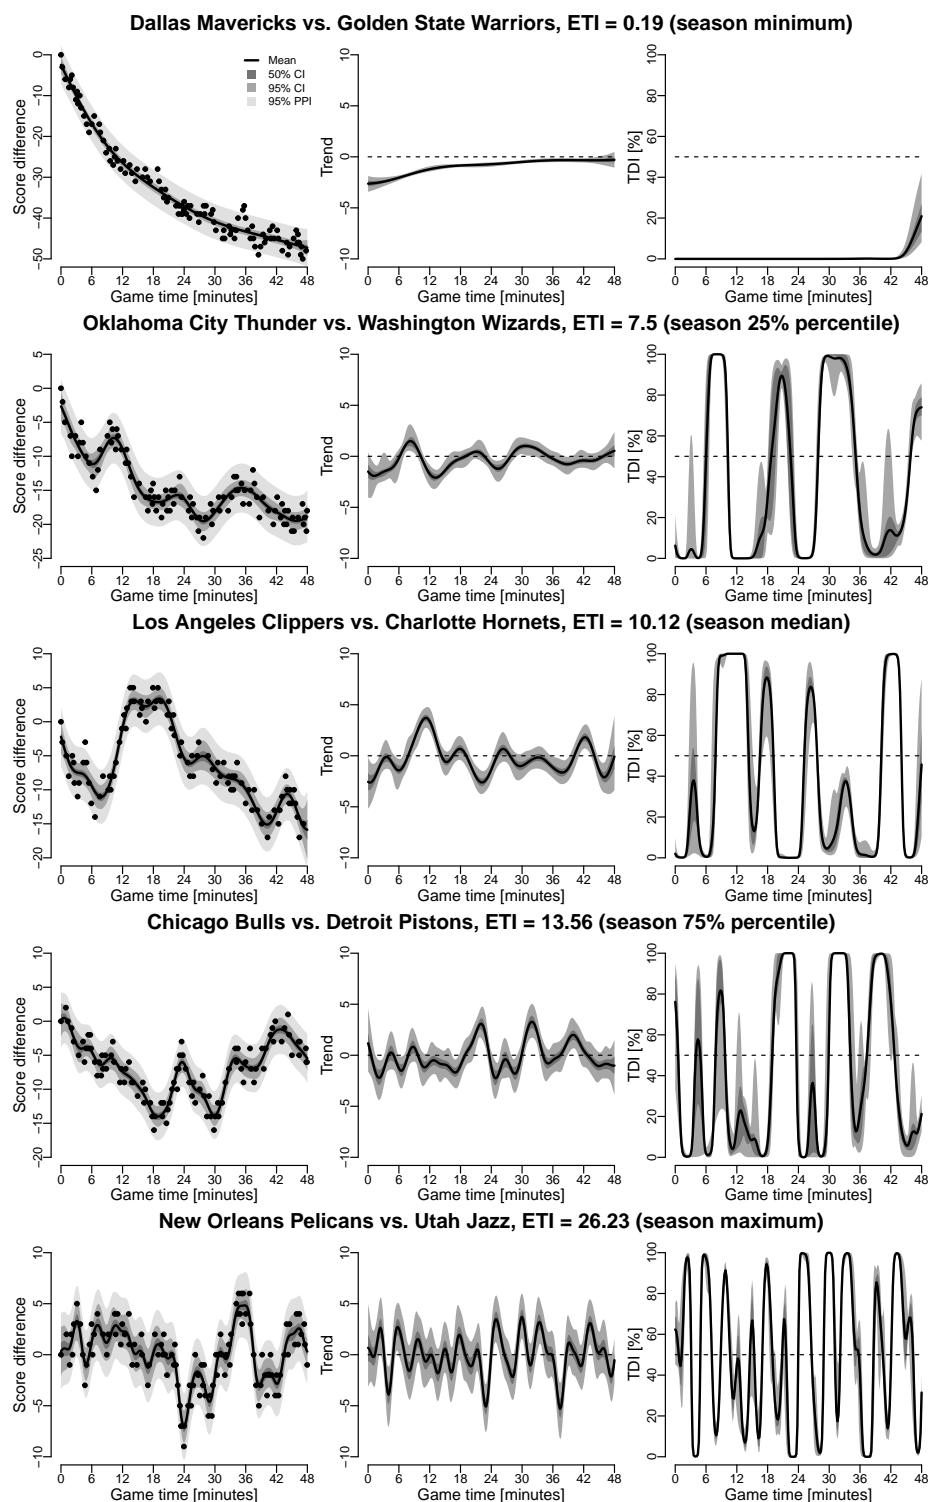 Dallas Mavericks vs. Golden State Warriors, ETI = 0.19 (season minimum)
Score difference
0
−10
−20
−30
−40
−50
Mean
50% CI
95% CI
95% PPI
0 6 12 18 24 30 36 42 48
Game time [minutes]
Trend
10
5
0
−5
−10
0 6 12 18 24 30 36 42 48
Game time [minutes]
TDI [%]
100
80
60
40
20
0
0 6 12 18 24 30 36 42 48
Game time [minutes]
Oklahoma City Thunder vs. Washington Wizards, ETI = 7.5 (season 25% percentile)
Score difference
5
0
−5
−10
−15
−20
−25
0 6 12 18 24 30 36 42 48
Game time [minutes]
Trend
10
5
0
−5
−10
0 6 12 18 24 30 36 42 48
Game time [minutes]
TDI [%]
100
80
60
40
20
0
0 6 12 18 24 30 36 42 48
Game time [minutes]
Los Angeles Clippers vs. Charlotte Hornets, ETI = 10.12 (season median)
Score difference
10
5
0
−5
−10
−15
−20
0 6 12 18 24 30 36 42 48
Game time [minutes]
Trend
10
5
0
−5
−10
0 6 12 18 24 30 36 42 48
Game time [minutes]
TDI [%]
100
80
60
40
20
0
0 6 12 18 24 30 36 42 48
Game time [minutes]
Chicago Bulls vs. Detroit Pistons, ETI = 13.56 (season 75% percentile)
Score difference
10
5
0
−5
−10
−15
−20
0 6 12 18 24 30 36 42 48
Game time [minutes]
Trend
10
5
0
−5
−10
0 6 12 18 24 30 36 42 48
Game time [minutes]
TDI [%]
100
80
60
40
20
0
0 6 12 18 24 30 36 42 48
Game time [minutes]
New Orleans Pelicans vs. Utah Jazz, ETI = 26.23 (season maximum)
Score difference
10
5
0
−5
−10
0 6 12 18 24 30 36 42 48
Game time [minutes]
Trend
10
5
0
−5
−10
0 6 12 18 24 30 36 42 48
Game time [minutes]
TDI [%]
100
80
60
40
20
0
0 6 12 18 24 30 36 42 48
Game time [minutes]